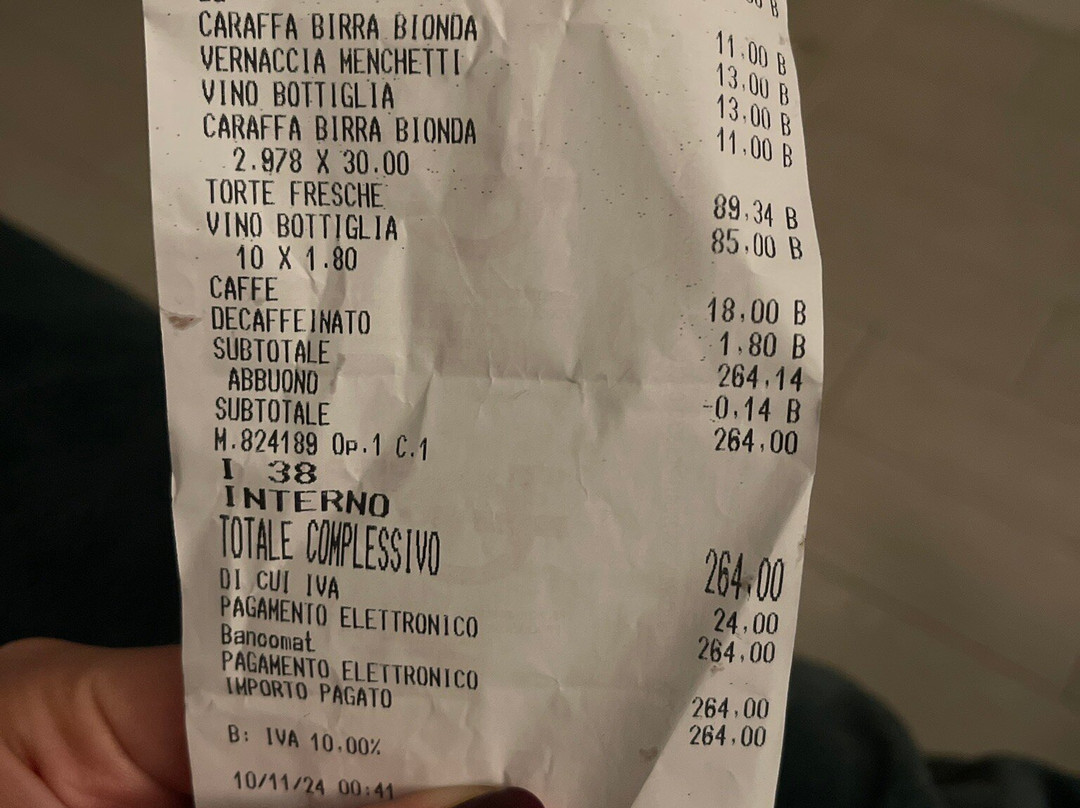 CARAFFA BIRRA BIONDA 11,00 B
VERNACCIA MENCHETTI 13,00 B
VINO BOTTIGLIA 13,00 B
CARAFFA BIRRA BIONDA 11,00 B
2.978 X 30.00
TORTE FRESCHE 89,34 B
VINO BOTTIGLIA 85,00 B
10 X 1.80
CAFFE 18,00 B
DECAFFEINATO 1,80 B
SUBTOTALE 264,14
ABBUONO -0,14 B
SUBTOTALE 264,00
M.824189 Op.1 C.1
I 38
INTERNO
TOTALE COMPLESSIVO 264,00
DI CUI IVA 24,00
PAGAMENTO ELETTRONICO 264,00
Bancomat
PAGAMENTO ELETTRONICO 264,00
IMPORTO PAGATO 264,00
B: IVA 10,00%
10/11/24 00:41